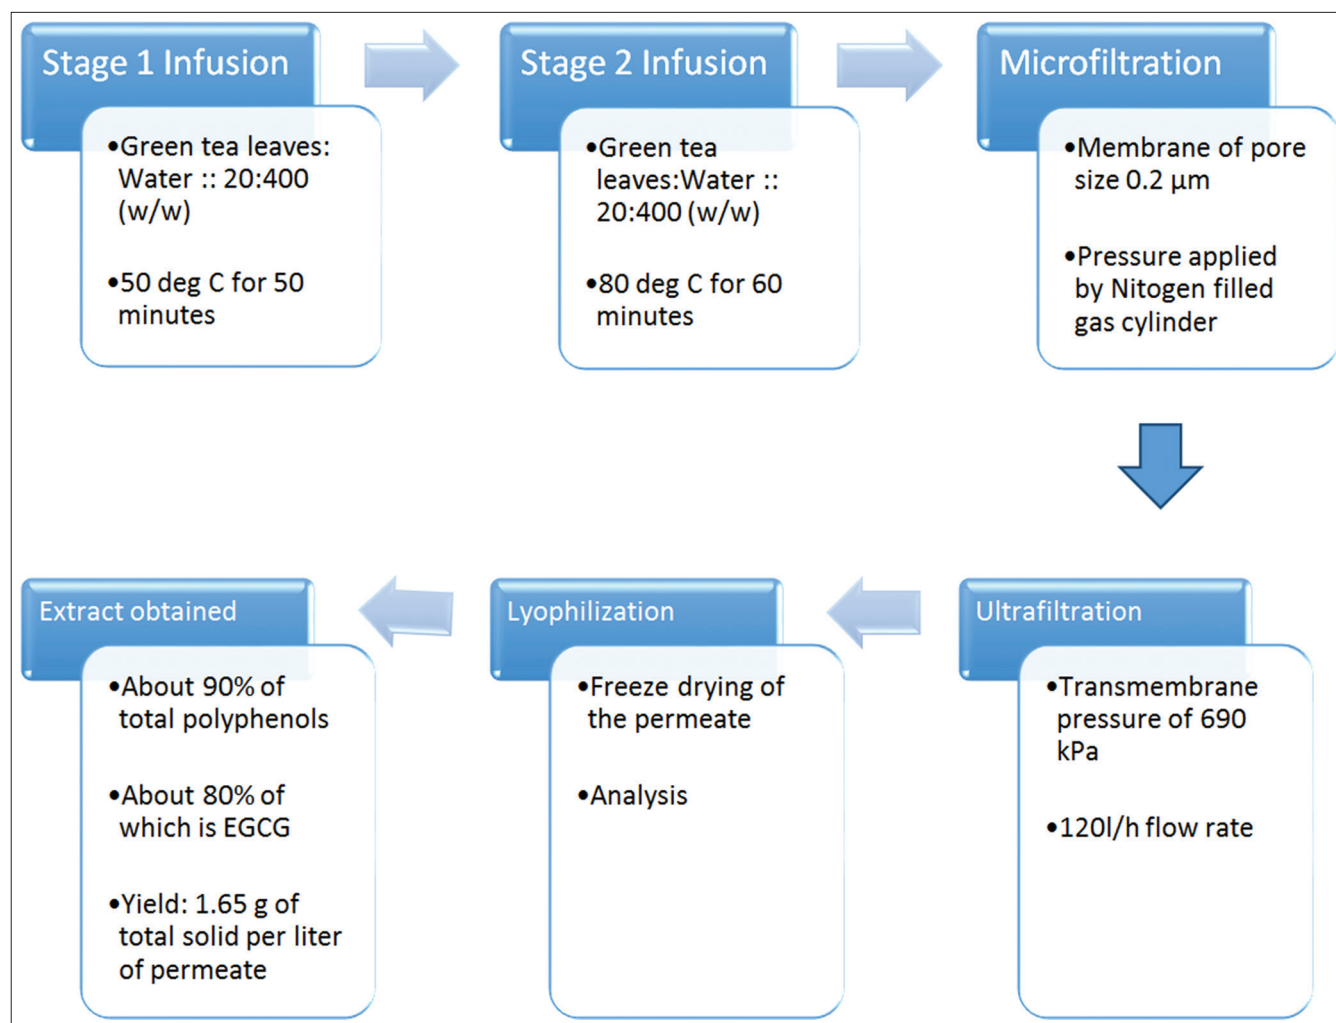 Stage 1 Infusion
•Green tea leaves:
Water :: 20:400
(w/w)
•50 deg C for 50
minutes
Stage 2 Infusion
•Green tea
leaves:Water ::
20:400 (w/w)
•80 deg C for 60
minutes
Microfiltration
•Membrane of pore
size 0.2 µm
•Pressure applied
by Nitogen filled
gas cylinder
Ultrafiltration
•Transmembrane
pressure of 690
kPa
•120l/h flow rate
Lyophilization
•Freeze drying of
the permeate
•Analysis
Extract obtained
•About 90% of
total polyphenols
•About 80% of
which is EGCG
•Yield: 1.65 g of
total solid per liter
of permeate